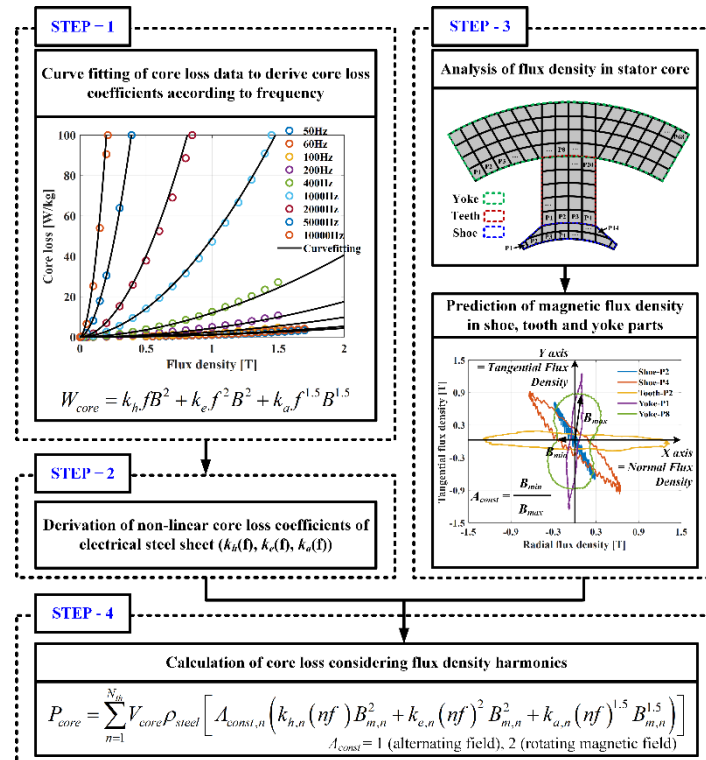 STEP – 1
Curve fitting of core loss data to derive core loss
coefficients according to frequency
Core loss [W/kg]
100
80
60
40
20
0
0
0.5
1
1.5
2
Flux density [T]
50Hz
60Hz
100Hz
200Hz
400Hz
1000Hz
2000Hz
5000Hz
10000Hz
Curvefitting
W_core = k_h fB^2 + k_e f^2 B^2 + k_a f^1.5 B^1.5
STEP – 2
Derivation of non-linear core loss coefficients of
electrical steel sheet (k_h(f), k_e(f), k_a(f))
STEP - 3
Analysis of flux density in stator core
P1
P2
P3
...
P8
...
P64
P20
P1
P2
P3
P4
P14
P1
Yoke
Teeth
Shoe
Prediction of magnetic flux density
in shoe, tooth and yoke parts
Tangential flux density [T]
1.5
0.9
0.3
-0.3
-0.9
-1.5
-1.5
-0.9
-0.3
0.3
0.9
1.5
Radial flux density [T]
Y axis
= Tangential Flux
Density
Shoe-P2
Shoe-P4
Tooth-P2
Yoke-P1
Yoke-P8
B_max
B_min
X axis
= Normal Flux
Density
Λ_const = B_min / B_max
STEP - 4
Calculation of core loss considering flux density harmonics
P_core = ∑_{n=1}^{N_th} V_core ρ_steel [Λ_const,n (k_h,n (nf) B_m,n^2 + k_e,n (nf)^2 B_m,n^2 + k_a,n (nf)^1.5 B_m,n^1.5)]
Λ_const = 1 (alternating field), 2 (rotating magnetic field)